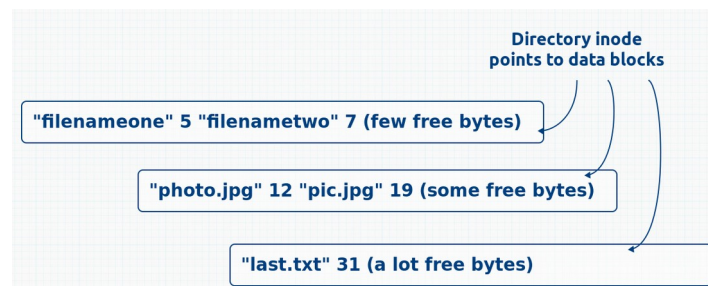 Directory inode
points to data blocks
"filenameone" 5 "filenametwo" 7 (few free bytes)
"photo.jpg" 12 "pic.jpg" 19 (some free bytes)
"last.txt" 31 (a lot free bytes)